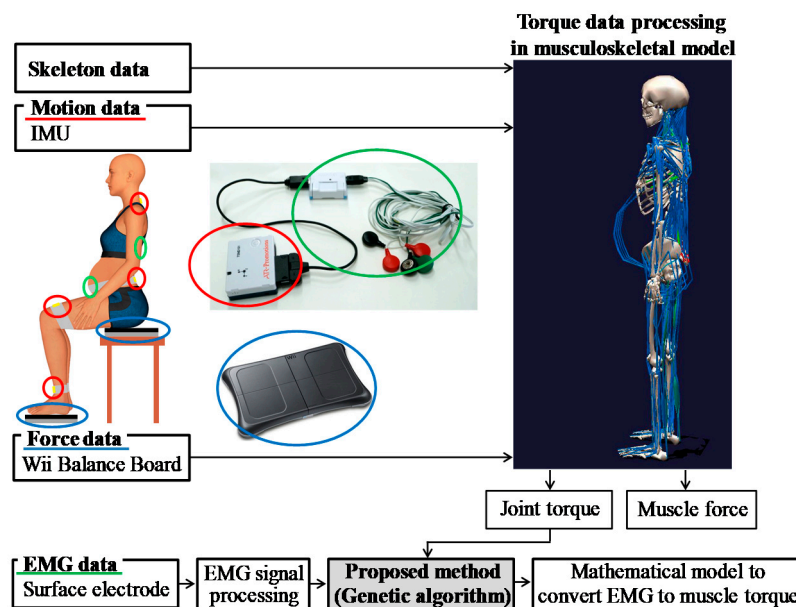 Torque data processing
in musculoskeletal model
Skeleton data
Motion data
IMU
Force data
Wii Balance Board
Joint torque
Muscle force
EMG data
Surface electrode
EMG signal
processing
Proposed method
(Genetic algorithm)
Mathematical model to
convert EMG to muscle torque